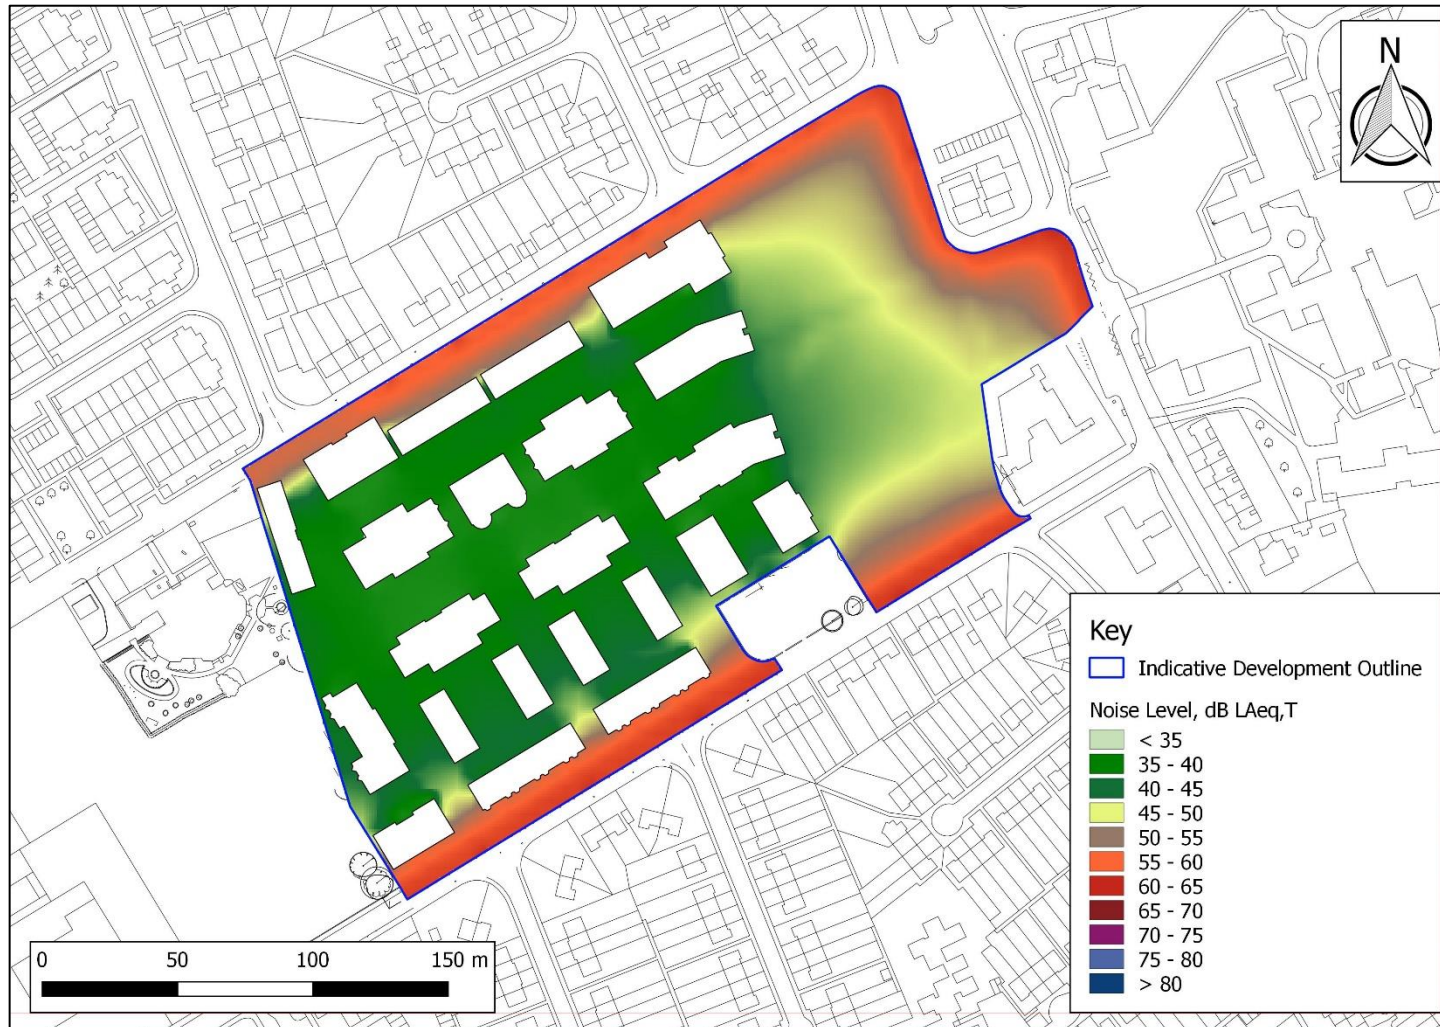 N
Key
Indicative Development Outline
Noise Level, dB LAeq,T
< 35
35 - 40
40 - 45
45 - 50
50 - 55
55 - 60
60 - 65
65 - 70
70 - 75
75 - 80
> 80
0 50 100 150 m